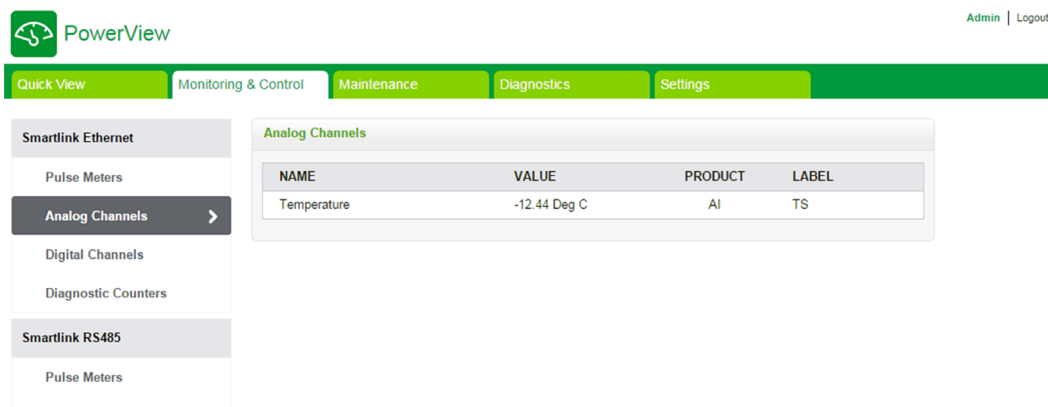 PowerView
Admin | Logout
Quick View Monitoring & Control Maintenance Diagnostics Settings
Smartlink Ethernet
Pulse Meters
Analog Channels
Digital Channels
Diagnostic Counters
Smartlink RS485
Pulse Meters
Analog Channels
NAME VALUE PRODUCT LABEL
Temperature -12.44 Deg C AI TS